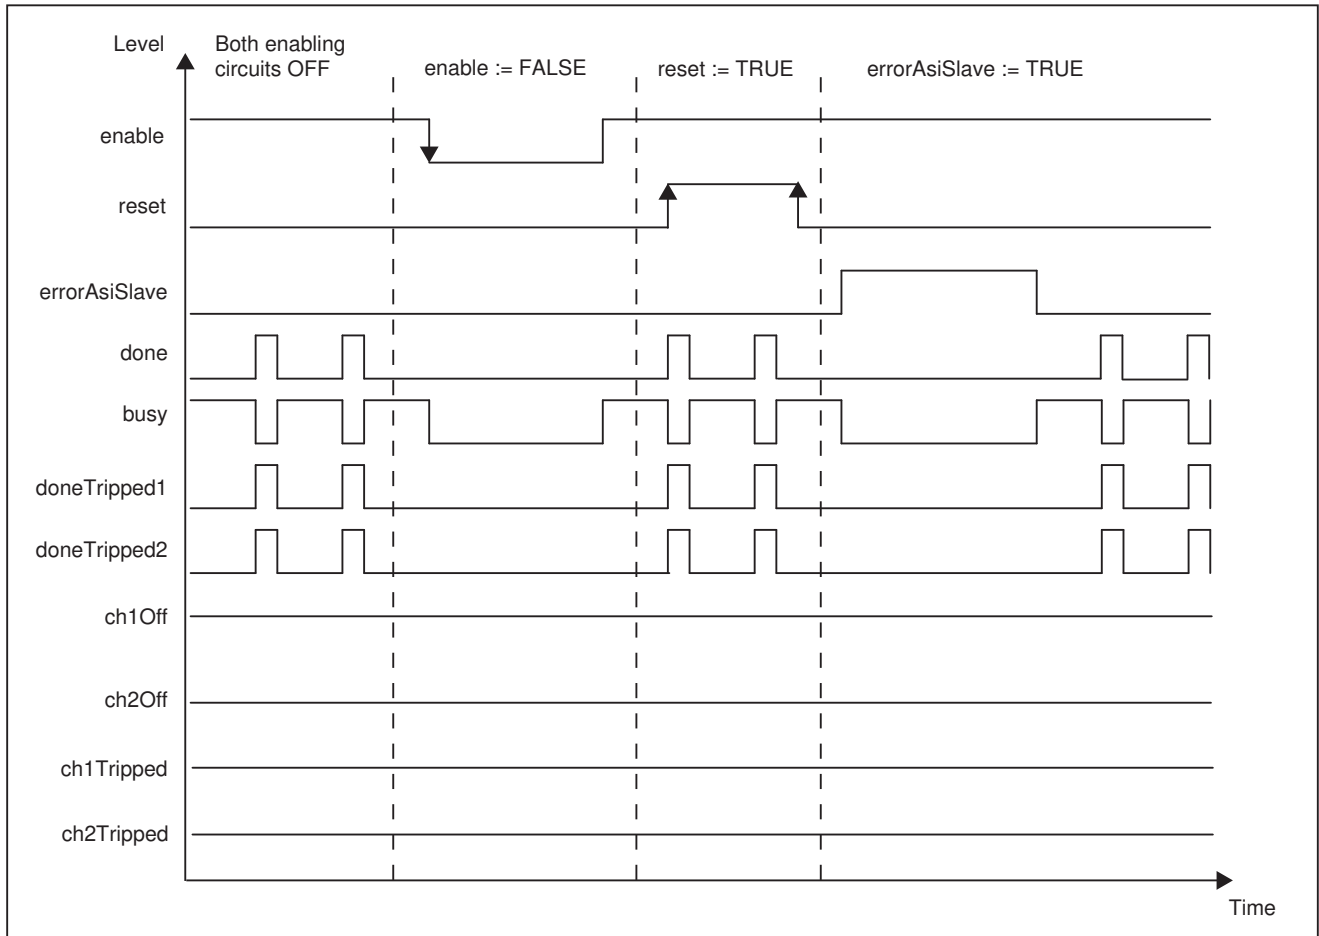 Level
Both enabling
circuits OFF
enable := FALSE
reset := TRUE
errorAsiSlave := TRUE
enable
reset
errorAsiSlave
done
busy
doneTripped1
doneTripped2
ch1Off
ch2Off
ch1Tripped
ch2Tripped
Time